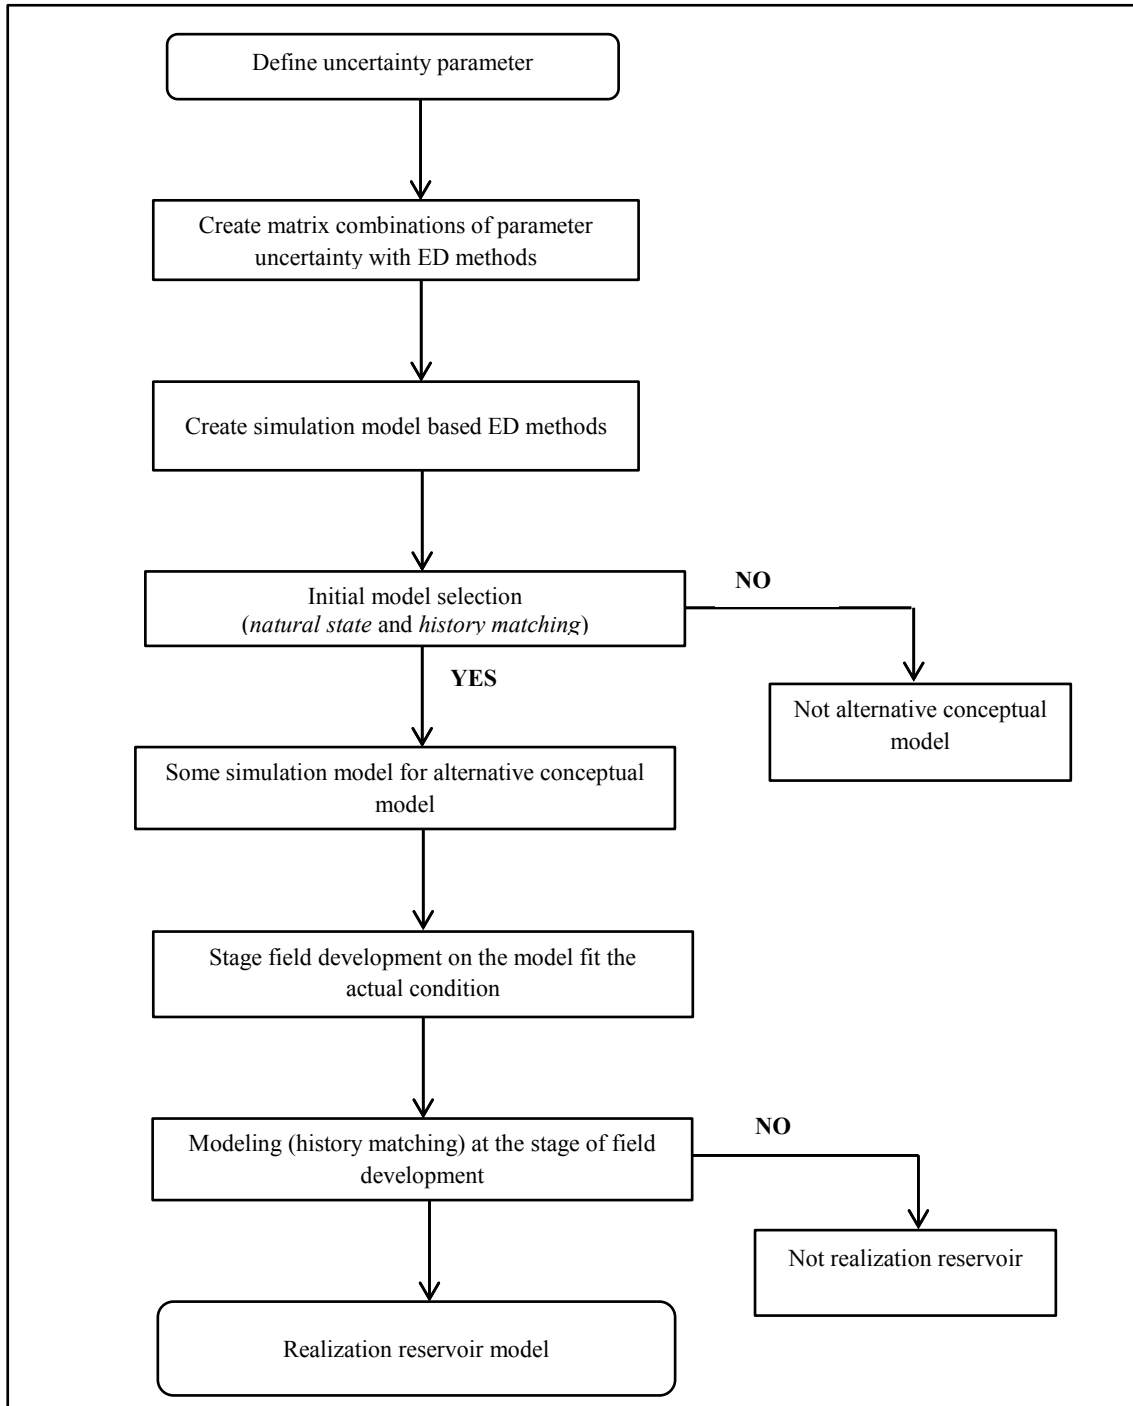 Define uncertainty parameter
Create matrix combinations of parameter
uncertainty with ED methods
Create simulation model based ED methods
Initial model selection
(natural state and history matching)
NO
YES
Not alternative conceptual
model
Some simulation model for alternative conceptual
model
Stage field development on the model fit the
actual condition
Modeling (history matching) at the stage of field
development
NO
Not realization reservoir
Realization reservoir model